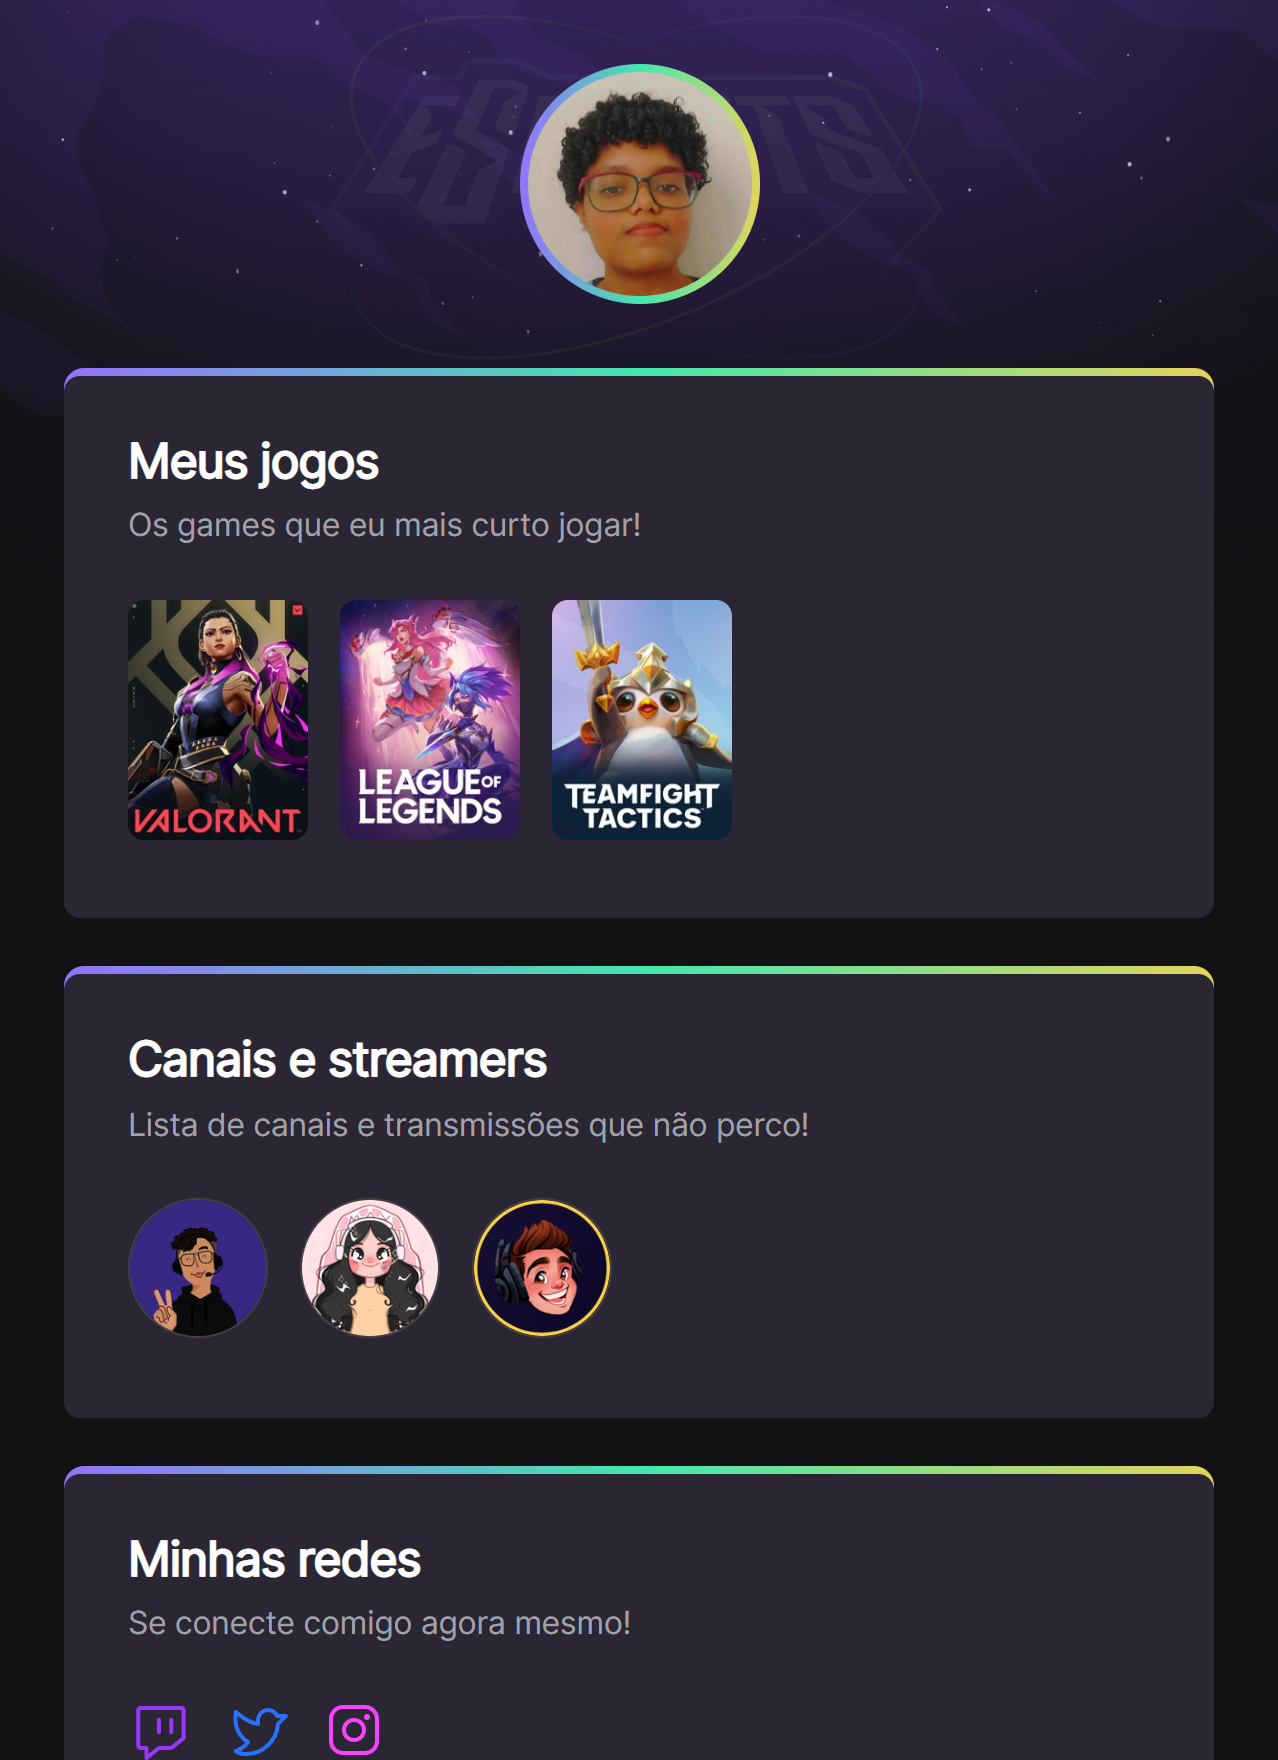 ESPORTS
Meus jogos
Os games que eu mais curto jogar!
VALORANT
LEAGUE OF
LEGENDS
TEAMFIGHT
TACTICS
Canais e streamers
Lista de canais e transmissões que não perco!
Minhas redes
Se conecte comigo agora mesmo!